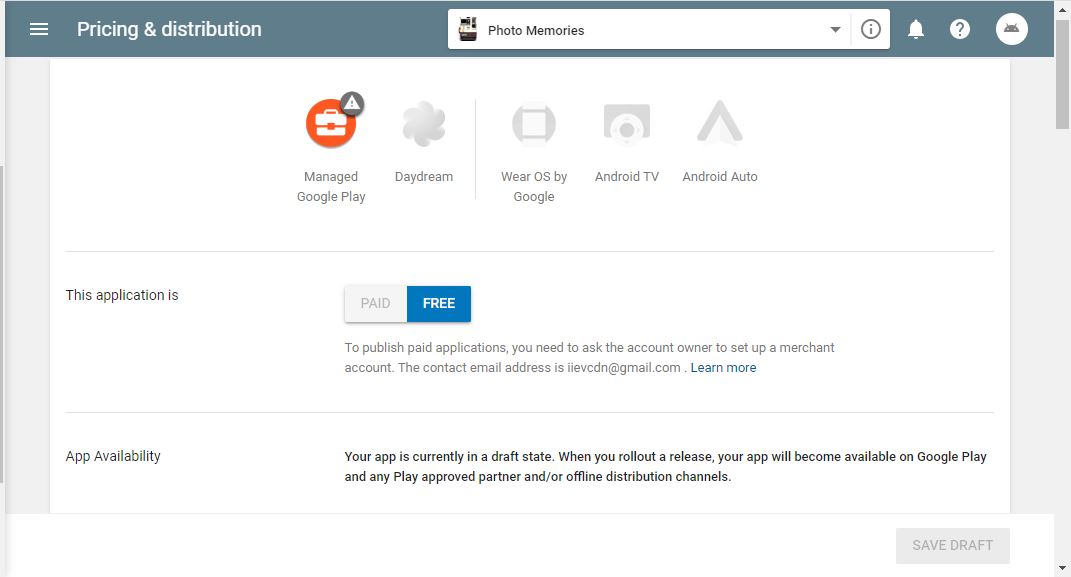 Pricing & distribution
Photo Memories
Managed
Google Play
Daydream
Wear OS by
Google
Android TV
Android Auto
This application is
PAID
FREE
To publish paid applications, you need to ask the account owner to set up a merchant
account. The contact email address is iievcdn@gmail.com . Learn more
App Availability
Your app is currently in a draft state. When you rollout a release, your app will become available on Google Play
and any Play approved partner and/or offline distribution channels.
SAVE DRAFT